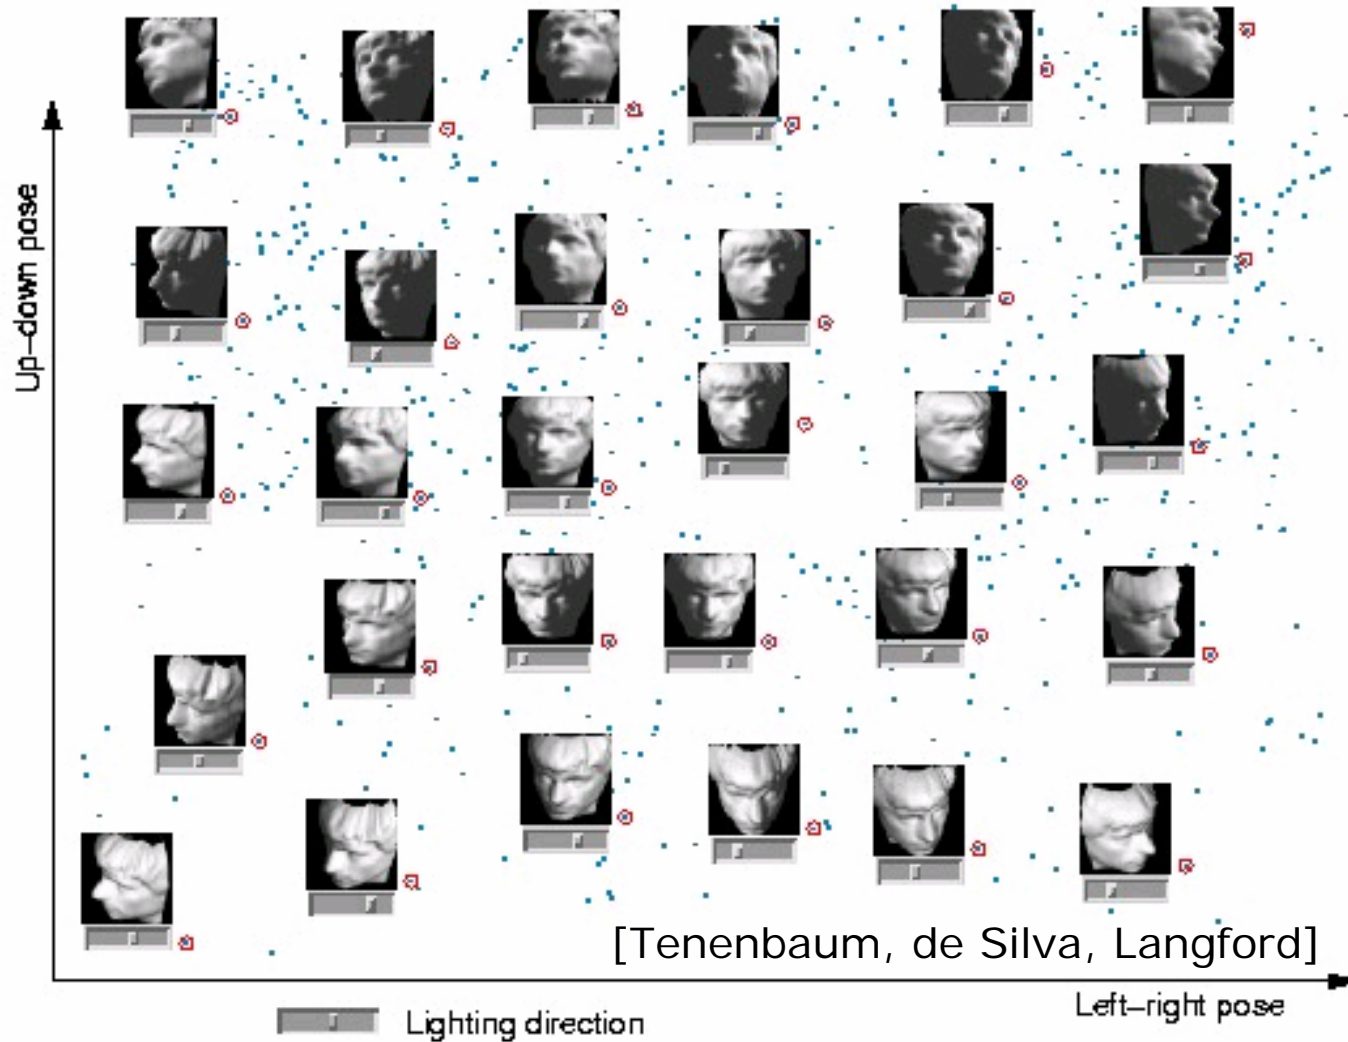 Up–down pose
[Tenenbaum, de Silva, Langford]
Left–right pose
Lighting direction